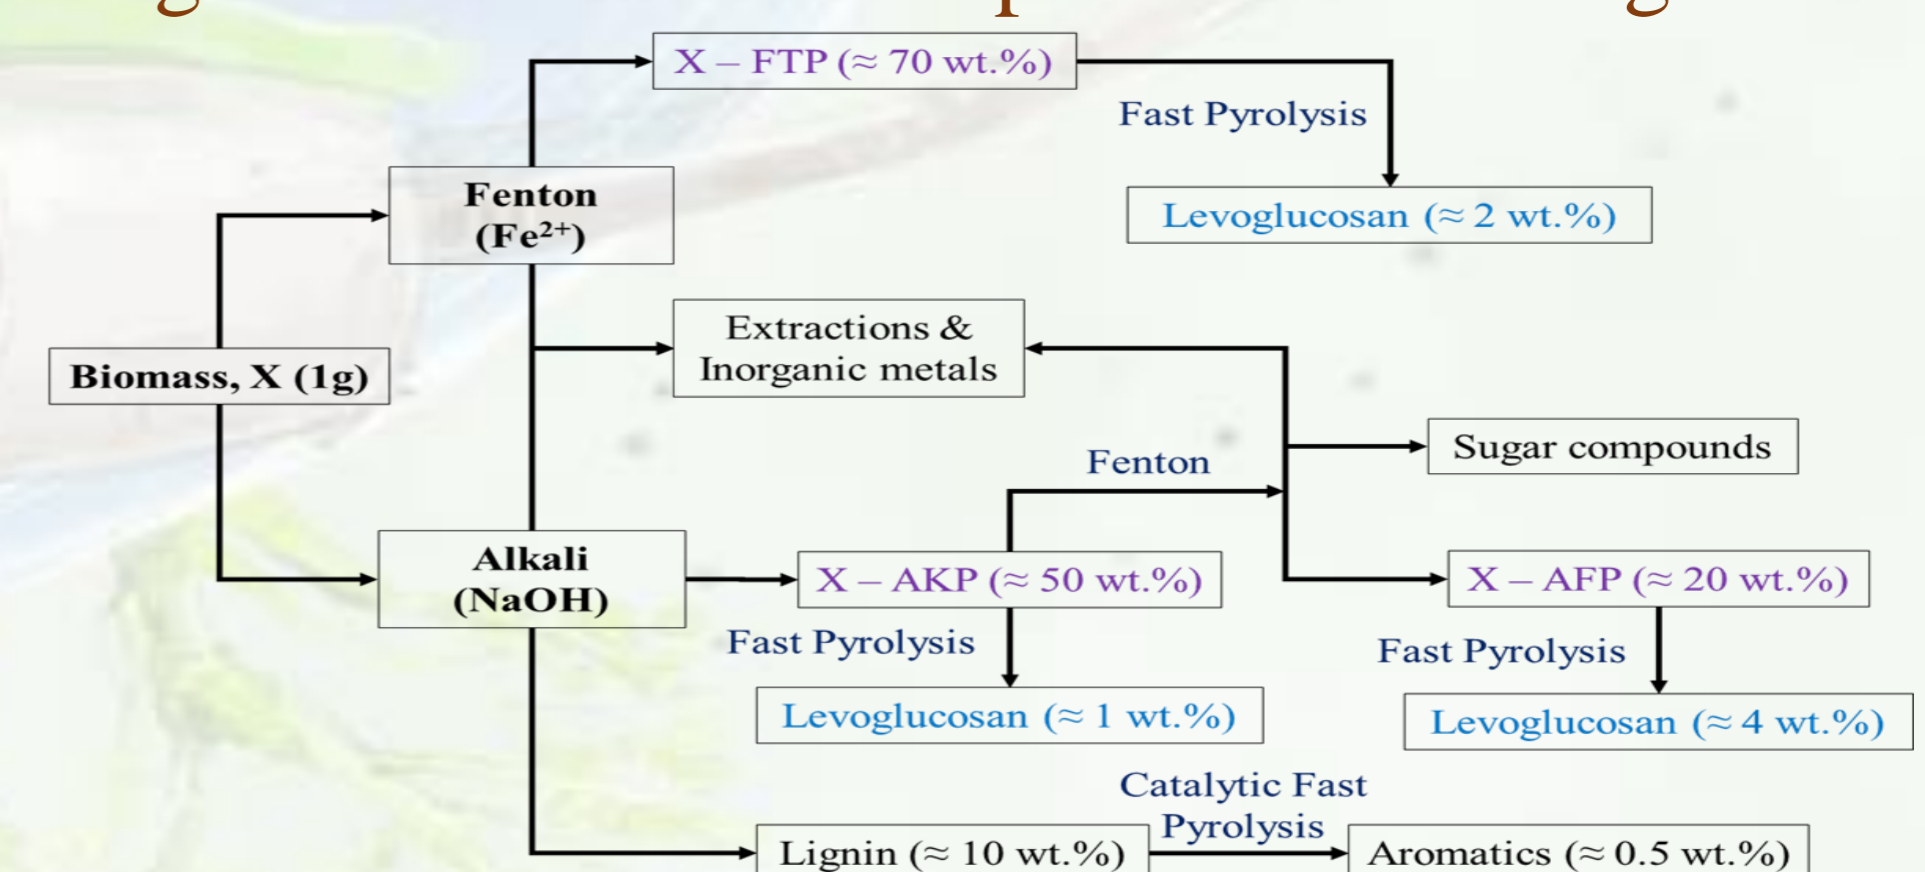 X – FTP (≈ 70 wt.%)
Fast Pyrolysis
Fenton
(Fe²⁺)
Levoglucosan (≈ 2 wt.%)
Extractions &
Inorganic metals
Biomass, X (1g)
Sugar compounds
Fenton
Alkali
(NaOH)
X – AKP (≈ 50 wt.%)
X – AFP (≈ 20 wt.%)
Fast Pyrolysis
Fast Pyrolysis
Levoglucosan (≈ 1 wt.%)
Levoglucosan (≈ 4 wt.%)
Catalytic Fast
Pyrolysis
Lignin (≈ 10 wt.%)
Aromatics (≈ 0.5 wt.%)